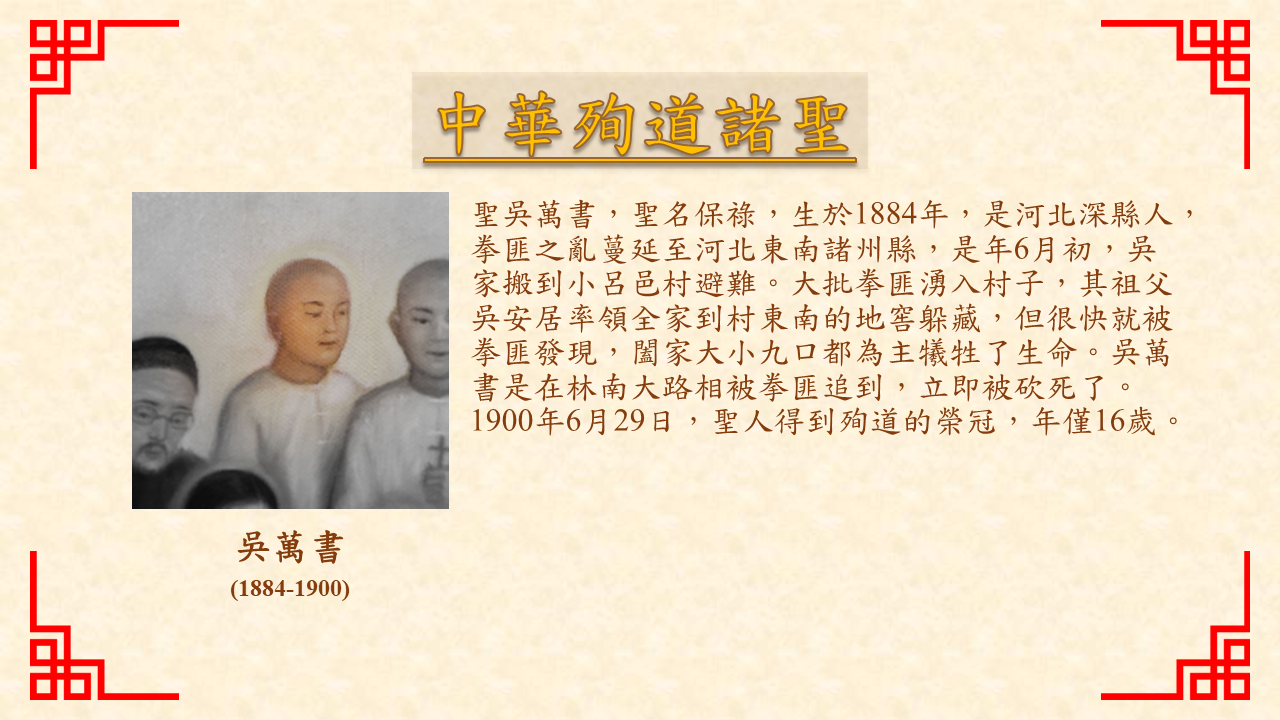 中華殉道諸聖
聖吳萬書，聖名保祿，生於1884年，是河北深縣人，
拳匪之亂蔓延至河北東南諸州縣，是年6月初，吳
家搬到小呂邑村避難。大批拳匪湧入村子，其祖父
吳安居率領全家到村東南的地窖躲藏，但很快就被
拳匪發現，闔家大小九口都為主犧牲了生命。吳萬
書是在林南大路相被拳匪追到，立即被砍死了。
1900年6月29日，聖人得到殉道的榮冠，年僅16歲。
吳萬書
(1884-1900)